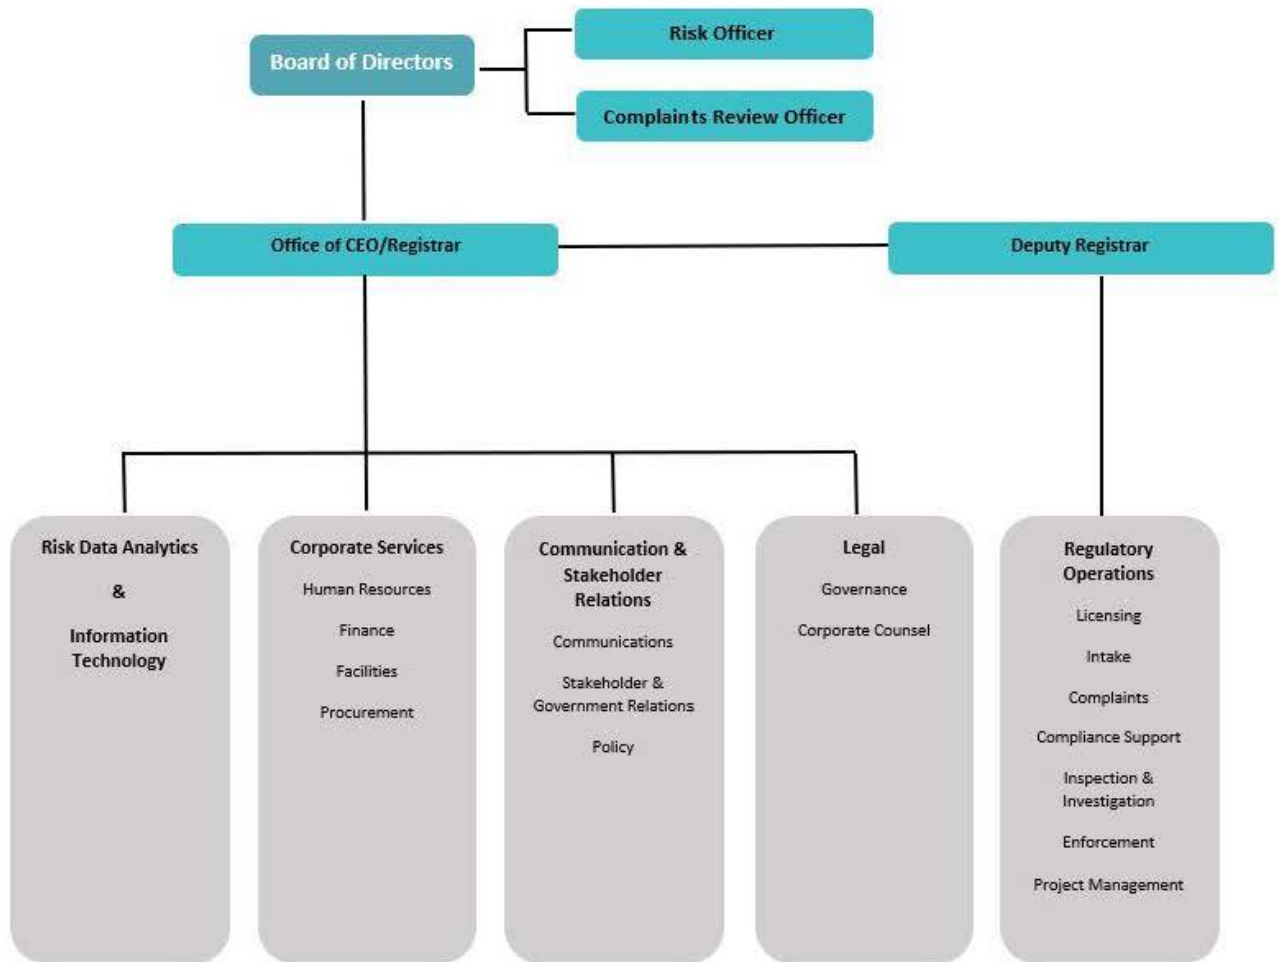 Risk Officer
Board of Directors
Complaints Review Officer
Office of CEO/Registrar
Deputy Registrar
Risk Data Analytics
&
Information
Technology
Corporate Services
Human Resources
Finance
Facilities
Procurement
Communication &
Stakeholder
Relations
Communications
Stakeholder &
Government Relations
Policy
Legal
Governance
Corporate Counsel
Regulatory
Operations
Licensing
Intake
Complaints
Compliance Support
Inspection &
Investigation
Enforcement
Project Management